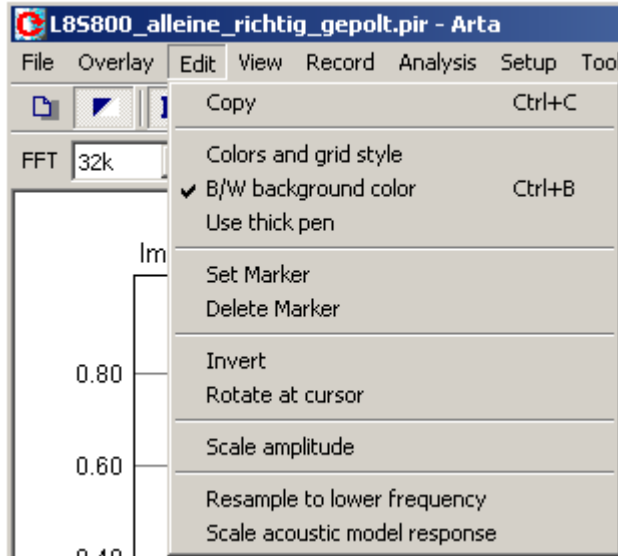 L8S800_alleine_richtig_gepolt.pir - Arta
File Overlay Edit View Record Analysis Setup
Copy Ctrl+C
FFT 32k
Colors and grid style
B/W background color Ctrl+B
Use thick pen
Set Marker
Delete Marker
Invert
Rotate at cursor
0.80
Scale amplitude
0.60
Resample to lower frequency
Scale acoustic model response